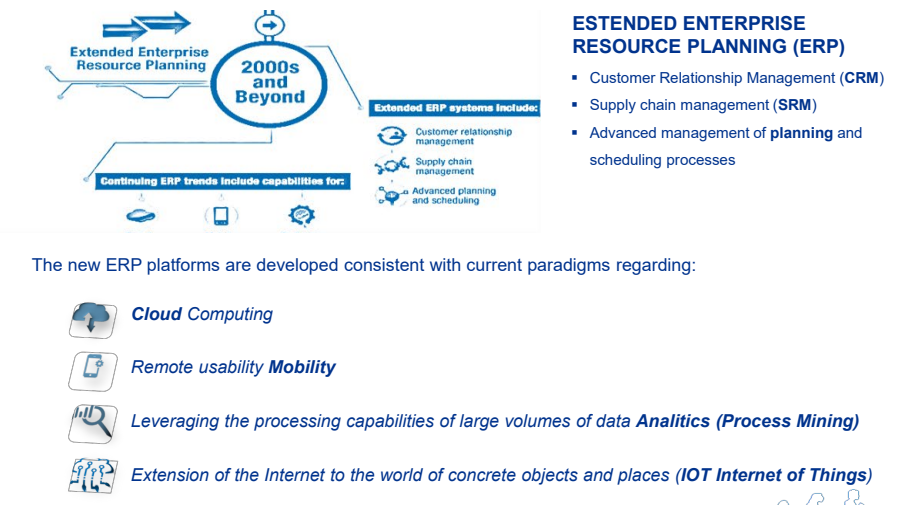 Extended Enterprise
Resource Planning
2000s
and
Beyond
Extended ERP systems include:
Customer relationship
management
Supply chain
management
Advanced planning
and scheduling
Continuing ERP trends include capabilities for:
ESTENDED ENTERPRISE
RESOURCE PLANNING (ERP)
▪ Customer Relationship Management (CRM)
▪ Supply chain management (SRM)
▪ Advanced management of planning and
scheduling processes
The new ERP platforms are developed consistent with current paradigms regarding:
Cloud Computing
Remote usability Mobility
Leveraging the processing capabilities of large volumes of data Analitics (Process Mining)
Extension of the Internet to the world of concrete objects and places (IOT Internet of Things)